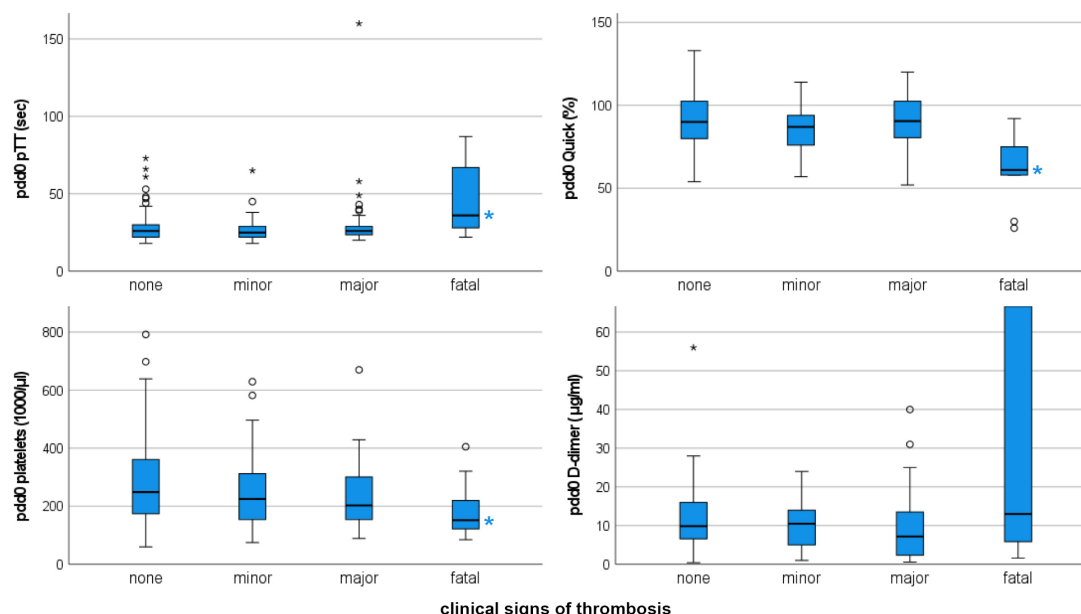 pdd0 pTT (sec)
150
100
50
0
none minor major fatal
pdd0 Quick (%)
150
100
50
0
none minor major fatal
pdd0 platelets (1000/µl)
800
600
400
200
0
none minor major fatal
pdd0 D-dimer (µg/ml)
60
50
40
30
20
10
0
none minor major fatal
clinical signs of thrombosis